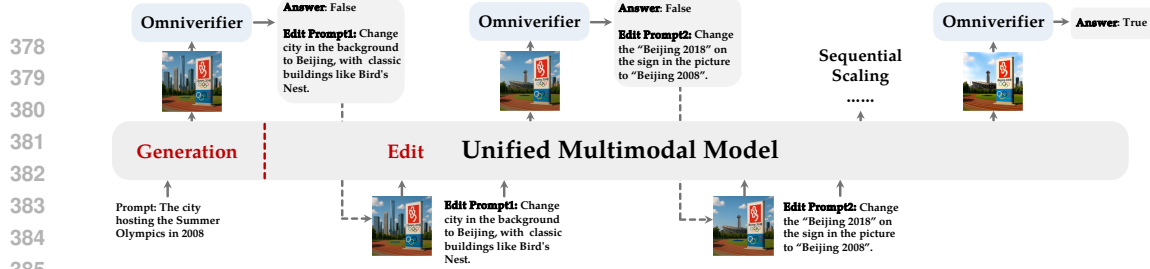 Omniverifier
Answer: False
Edit Prompt1: Change
city in the background
to Beijing, with classic
buildings like Bird's
Nest.
Omniverifier
Answer: False
Edit Prompt2: Change
the “Beijing 2018” on
the sign in the picture
to “Beijing 2008”.
Sequential
Scaling
......
Omniverifier
Answer: True
Generation
Edit
Unified Multimodal Model
Prompt: The city
hosting the Summer
Olympics in 2008
Edit Prompt1: Change
city in the background
to Beijing, with classic
buildings like Bird's
Nest.
Edit Prompt2: Change
the “Beijing 2018” on
the sign in the picture
to “Beijing 2008”.
378
379
380
381
382
383
384
385